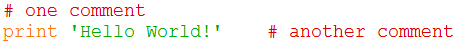 # one comment
print 'Hello World!'    # another comment